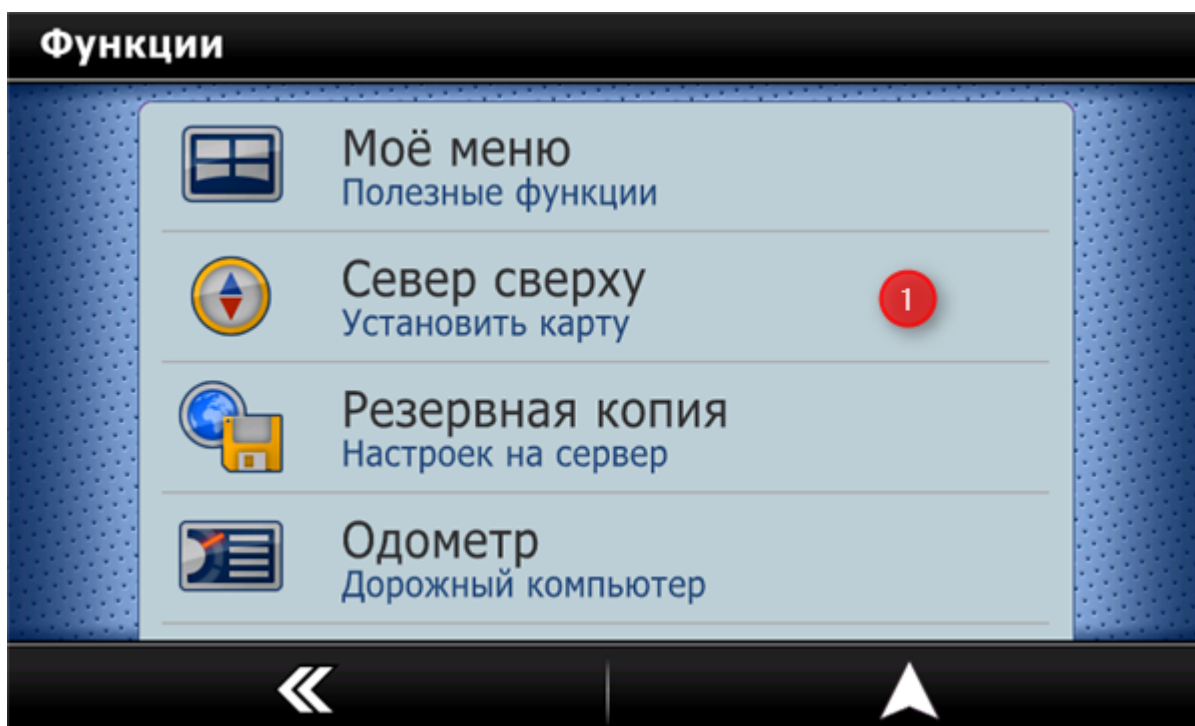 Функции
Моё меню
Полезные функции
Север сверху
Установить карту
1
Резервная копия
Настроек на сервер
Одометр
Дорожный компьютер